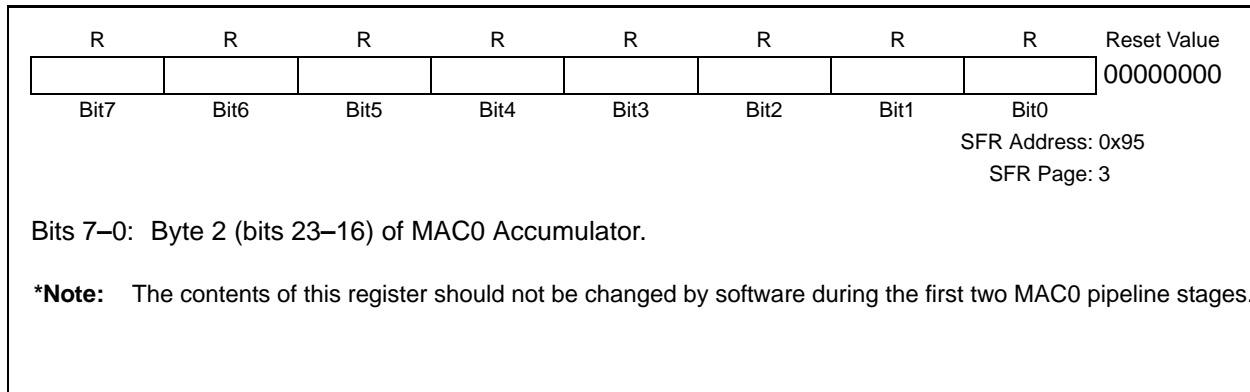 R R R R R R R R Reset Value
00000000
Bit7 Bit6 Bit5 Bit4 Bit3 Bit2 Bit1 Bit0
SFR Address: 0x95
SFR Page: 3
Bits 7–0: Byte 2 (bits 23–16) of MAC0 Accumulator.
*Note: The contents of this register should not be changed by software during the first two MAC0 pipeline stages.